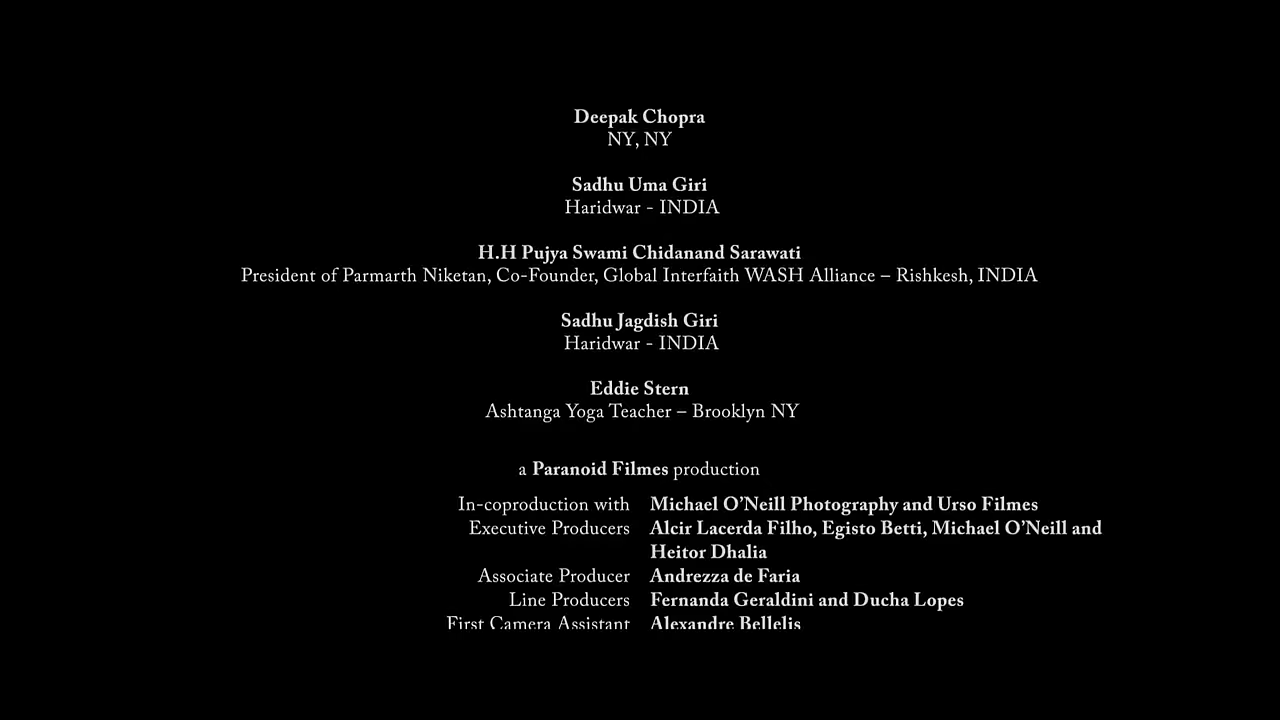 Deepak Chopra
NY, NY
Sadhu Uma Giri
Haridwar - INDIA
H.H Pujya Swami Chidanand Sarawati
President of Parmarth Niketan, Co-Founder, Global Interfaith WASH Alliance – Rishkesh, INDIA
Sadhu Jagdish Giri
Haridwar - INDIA
Eddie Stern
Ashtanga Yoga Teacher – Brooklyn NY
a Paranoid Filmes production
In-coproduction with Michael O’Neill Photography and Urso Filmes
Executive Producers Alcir Lacerda Filho, Egisto Betti, Michael O’Neill and
Heitor Dhalia
Associate Producer Andrezza de Faria
Line Producers Fernanda Geraldini and Ducha Lopes
First Camera Assistant Alexandre Bellelis